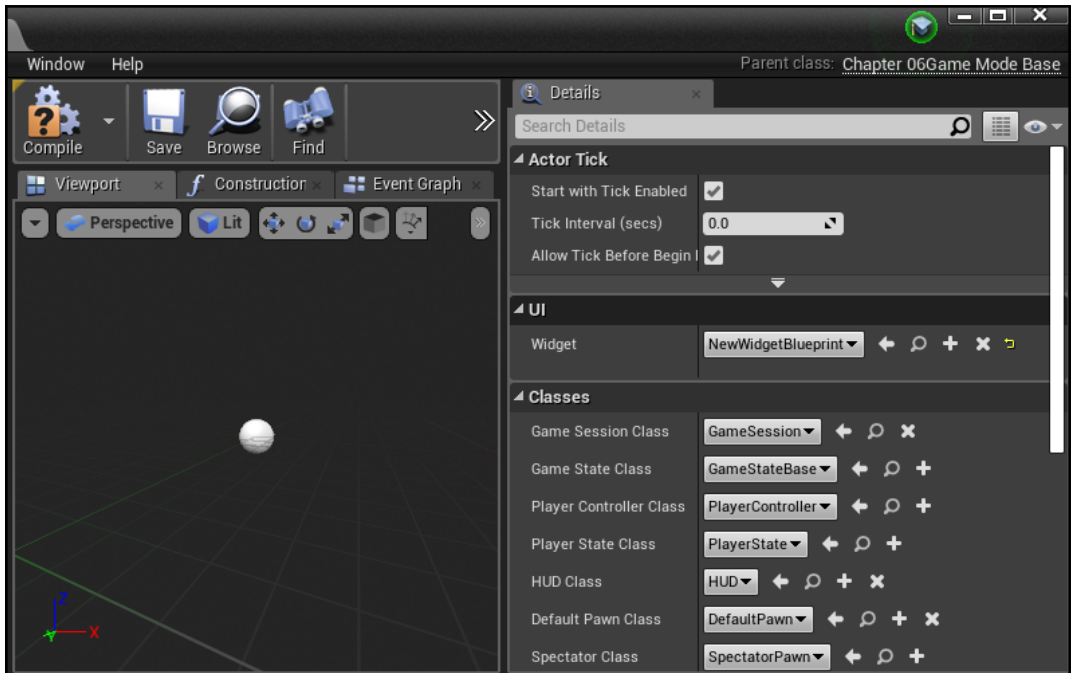 Window Help
Parent class: Chapter 06Game Mode Base
Compile
Save
Browse
Find
Viewport
Construction
Event Graph
Perspective
Lit
Z
X
Details
Search Details
Actor Tick
Start with Tick Enabled
Tick Interval (secs) 0.0
Allow Tick Before Begin
UI
Widget NewWidgetBlueprint
Classes
Game Session Class GameSession
Game State Class GameStateBase
Player Controller Class PlayerController
Player State Class PlayerState
HUD Class HUD
Default Pawn Class DefaultPawn
Spectator Class SpectatorPawn